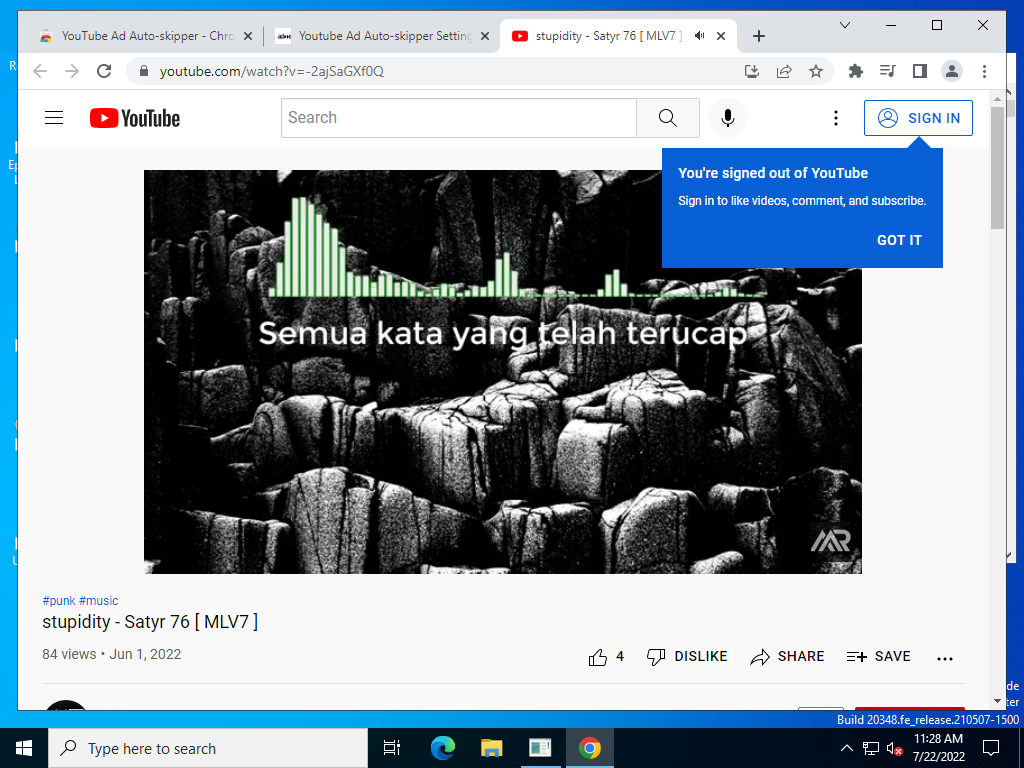 YouTube Ad Auto-skipper - Chro
Youtube Ad Auto-skipper Setting
stupidity - Satyr 76 [ MLV7 ]
youtube.com/watch?v=-2ajSaGXf0Q
YouTube
Search
SIGN IN
You're signed out of YouTube
Sign in to like videos, comment, and subscribe.
GOT IT
Semua kata yang telah terucap
#punk #music
stupidity - Satyr 76 [ MLV7 ]
84 views • Jun 1, 2022
4
DISLIKE
SHARE
SAVE
Build 20348.fe_release.210507-1500
Type here to search
11:28 AM
7/22/2022